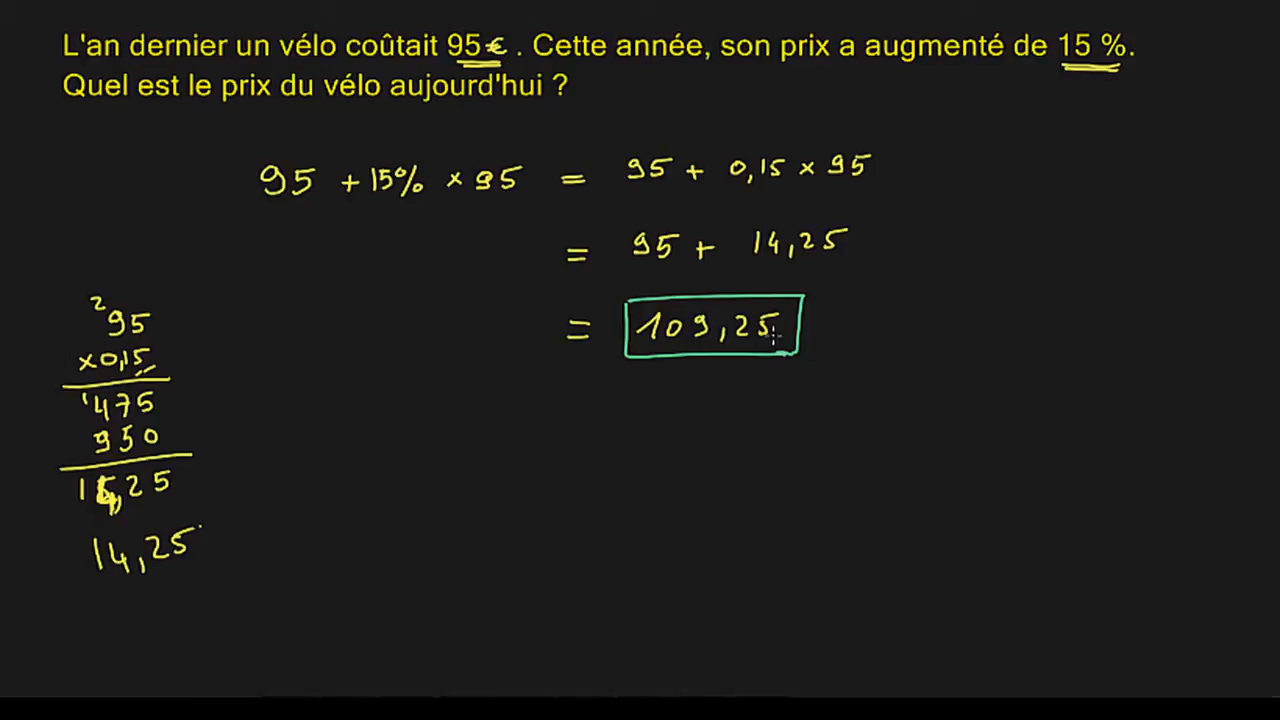 L'an dernier un vélo coûtait 95 € . Cette année, son prix a augmenté de 15 %.
Quel est le prix du vélo aujourd'hui ?
95 + 15% × 95 = 95 + 0,15 × 95
= 95 + 14,25
= 109,25
2
95
×0,15
1475
950
14,25
14,25